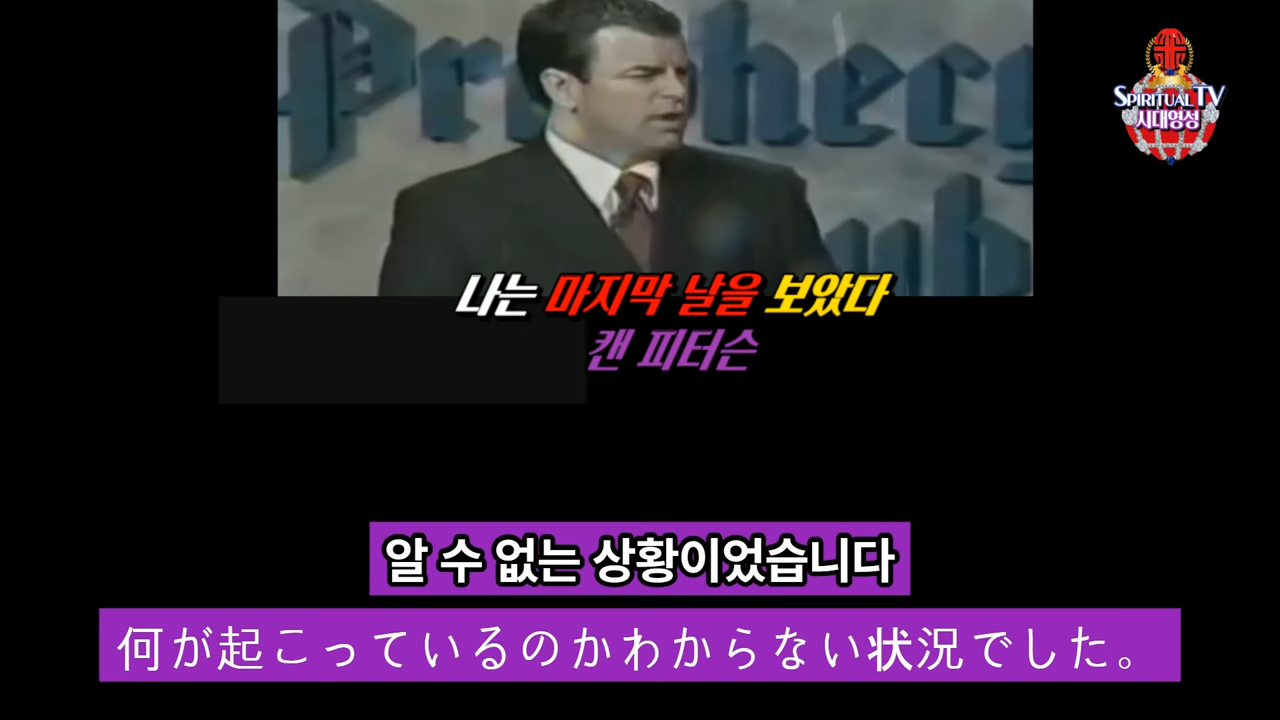 SPIRITUAL TV
시대영성
나는 마지막 날을 보았다
캔 피터슨
알 수 없는 상황이었습니다
何が起こっているのかわからない状況でした。